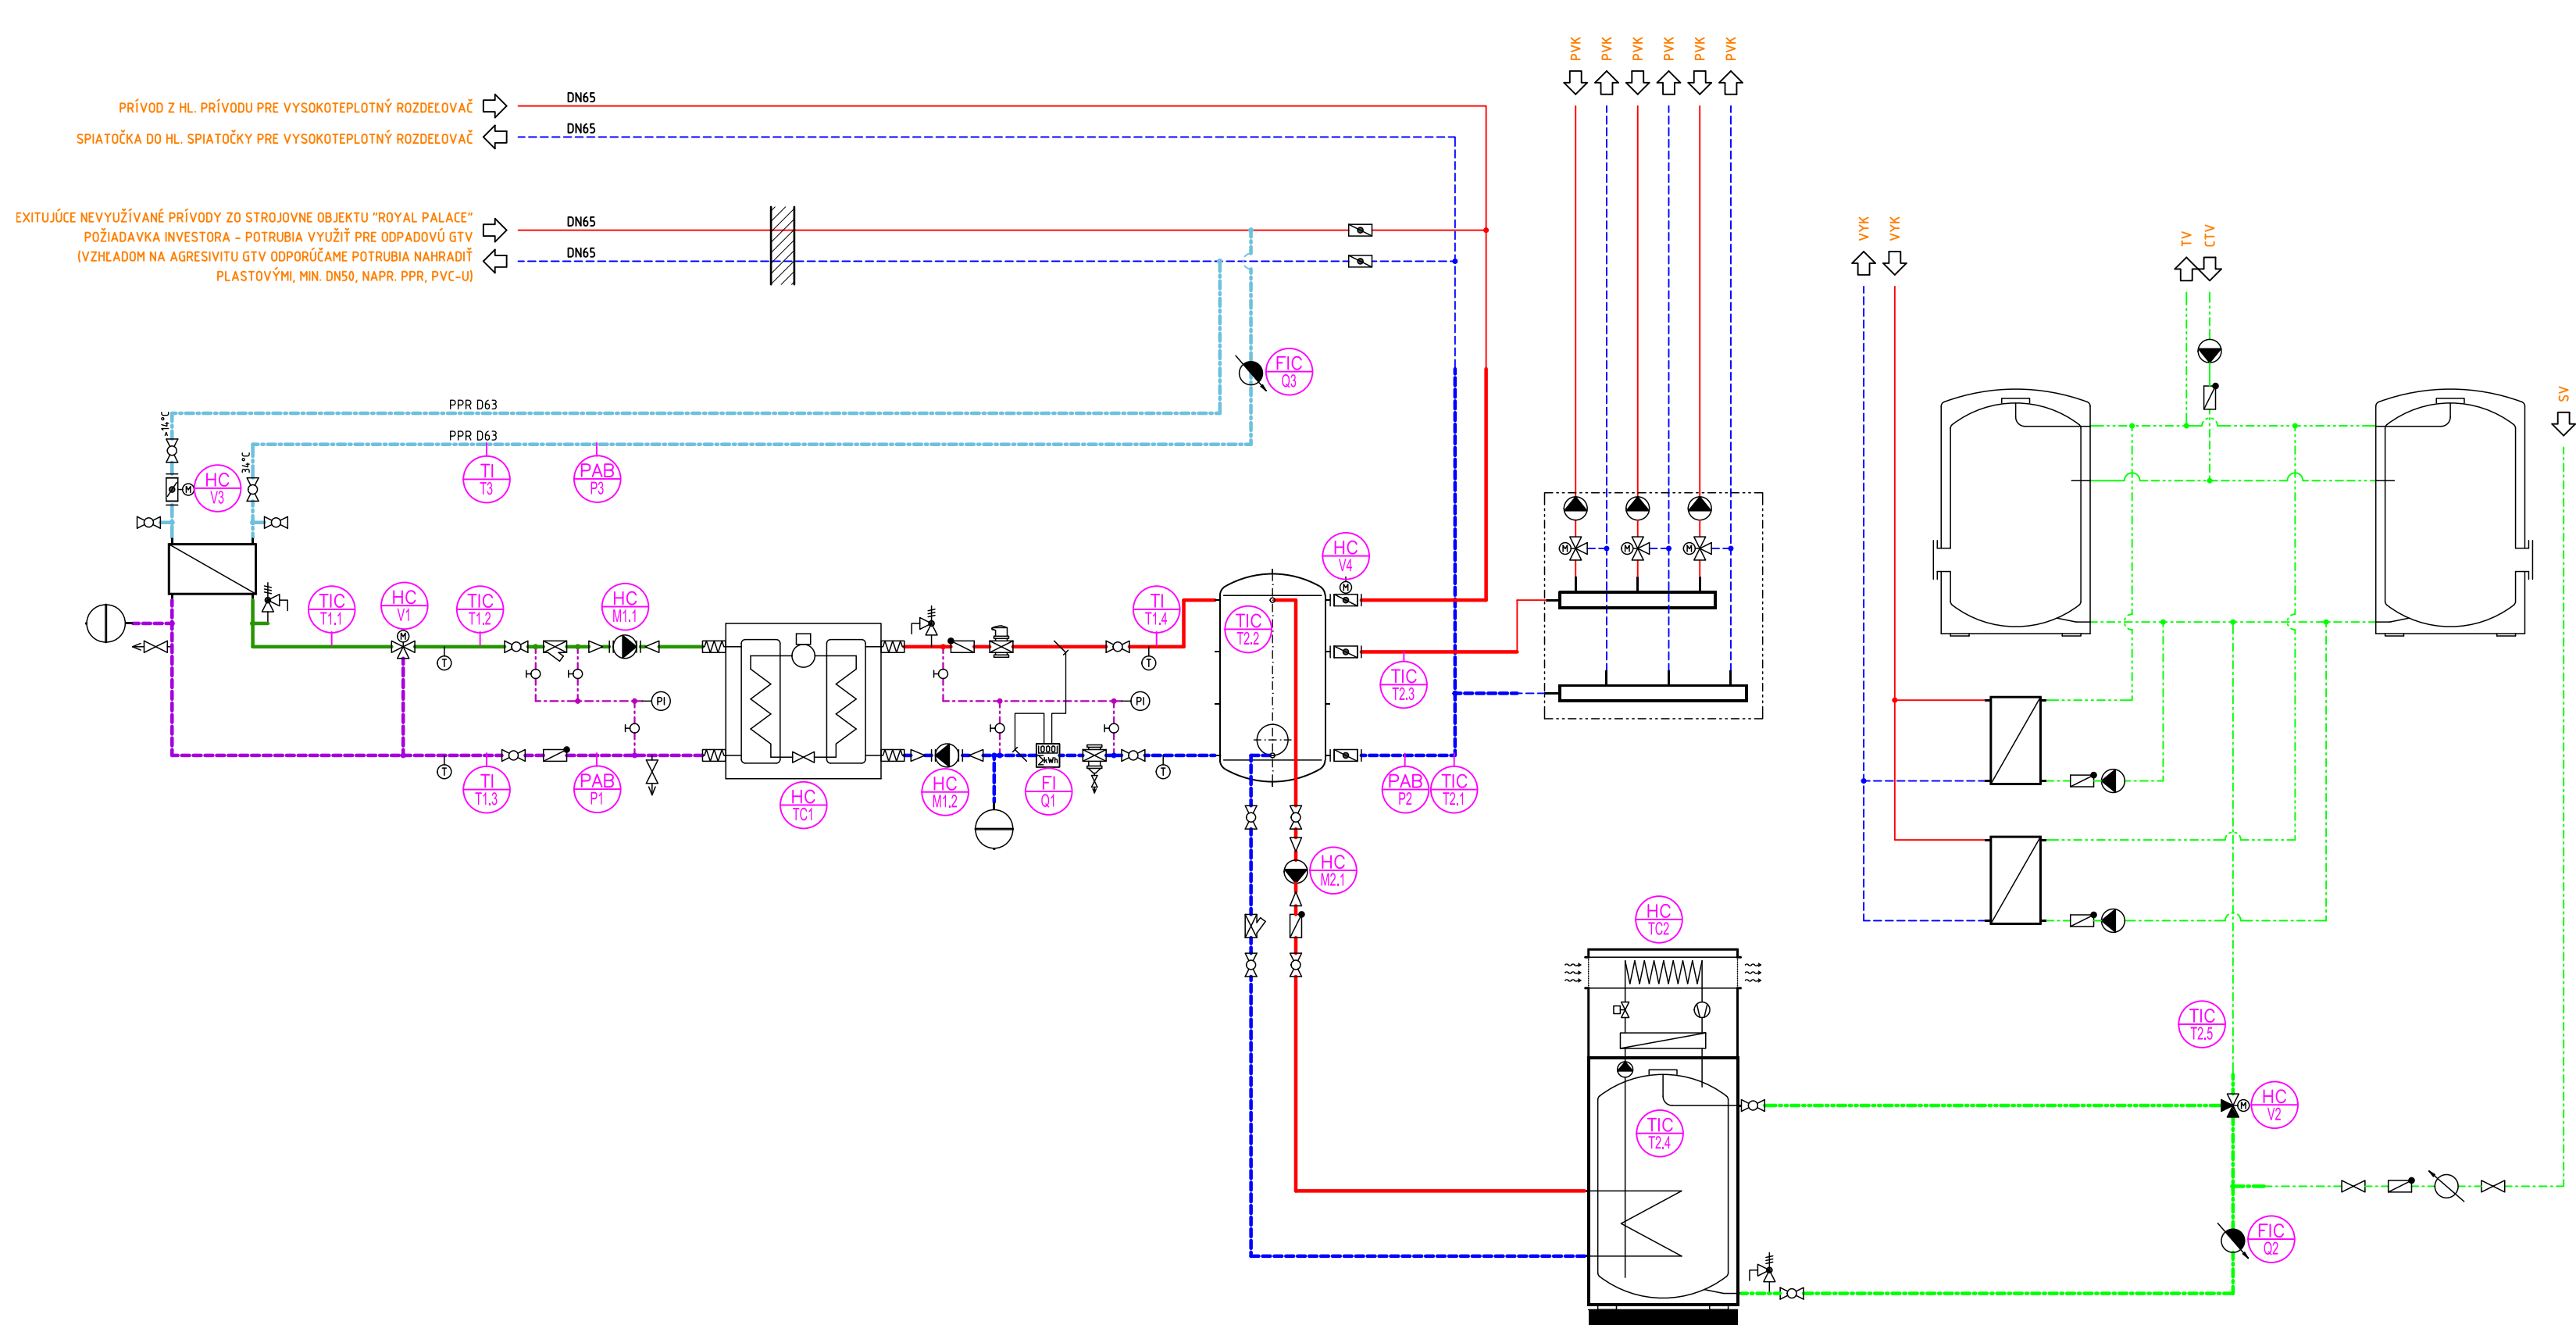 PVK
PVK
PVK
PVK
PVK
PVK
PRÍVOD Z HL. PRÍVODU PRE VYSOKOTEPLOTNÝ ROZDEĽOVAČ
DN65
SPIATOČKA DO HL. SPIATOČKY PRE VYSOKOTEPLOTNÝ ROZDEĽOVAČ
DN65
EXITUJÚCE NEVYUŽÍVANÉ PRÍVODY ZO STROJOVNE OBJEKTU "ROYAL PALACE"
POŽIADAVKA INVESTORA - POTRUBIA VYUŽIŤ PRE ODPADOVÚ GTV
(VZHĽADOM NA AGRESIVITU GTV ODPORÚČAME POTRUBIA NAHRADIŤ
PLASTOVÝMI, MIN. DN50, NAPR. PPR, PVC-U)
DN65
DN65
VYK
VYK
TV
CTV
SV
FIC
Q3
PPR D63
PPR D63
>14°C
34°C
HC
V3
M
TI
T3
PAB
P3
TIC
T1.1
HC
V1
M
TIC
T1.2
HC
M1.1
TI
T1.4
TIC
T2.2
HC
V4
M
M
M
M
T
T
PI
PI
TIC
T2.3
T
TI
T1.3
PAB
P1
HC
TC1
HC
M1.2
kWh
FI
Q1
T
PAB
P2
TIC
T2.1
HC
M2.1
HC
TC2
TIC
T2.4
TIC
T2.5
M
HC
V2
FIC
Q2